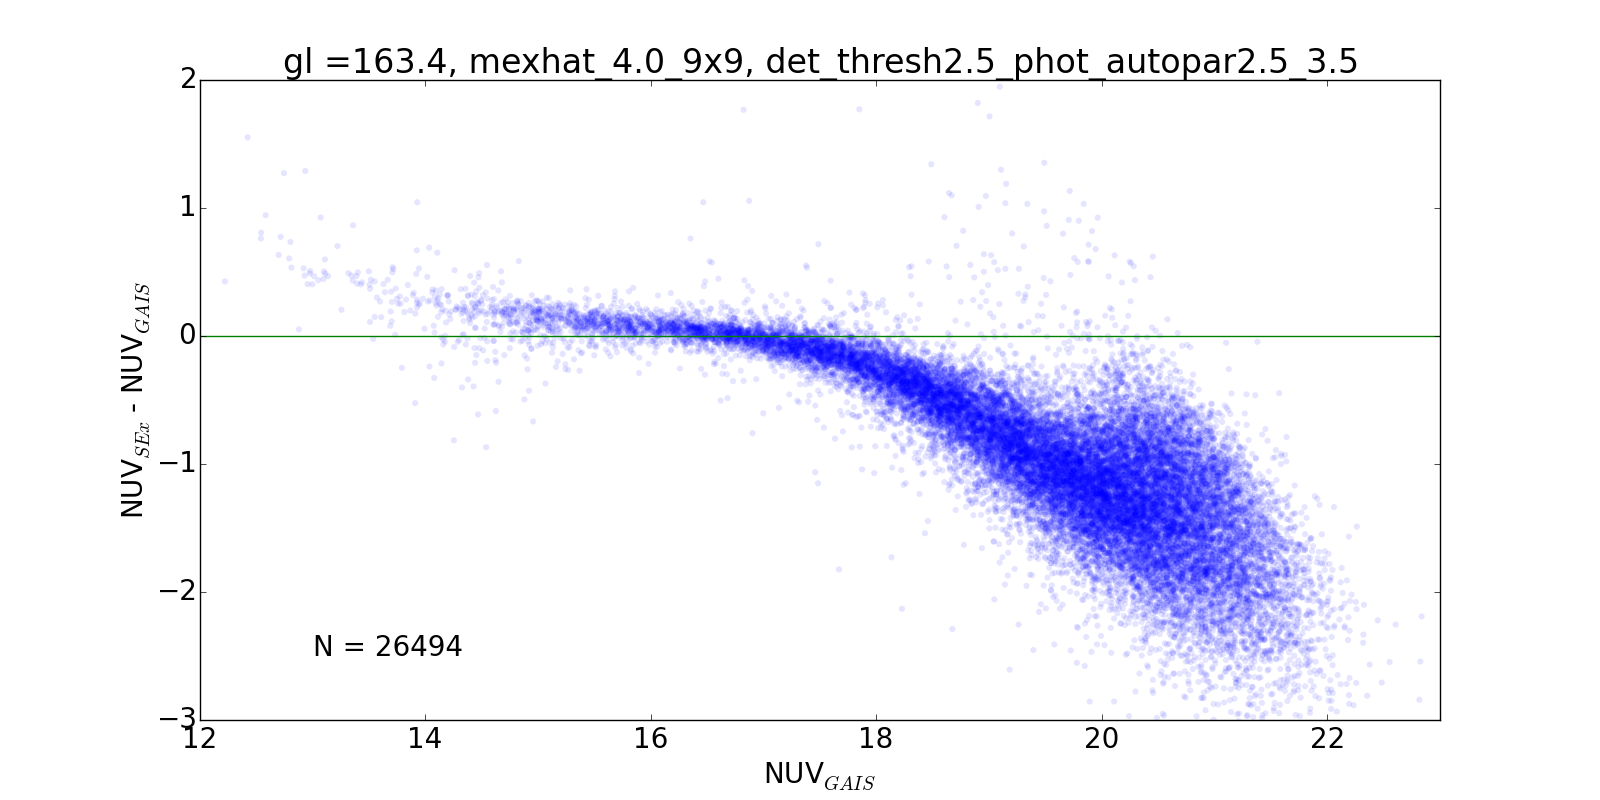 gl =163.4, mexhat_4.0_9x9, det_thresh2.5_phot_autopar2.5_3.5
2
1
0
−1
−2
−3
NUV_SEx - NUV_GAIS
N = 26494
12 14 16 18 20 22
NUV_GAIS